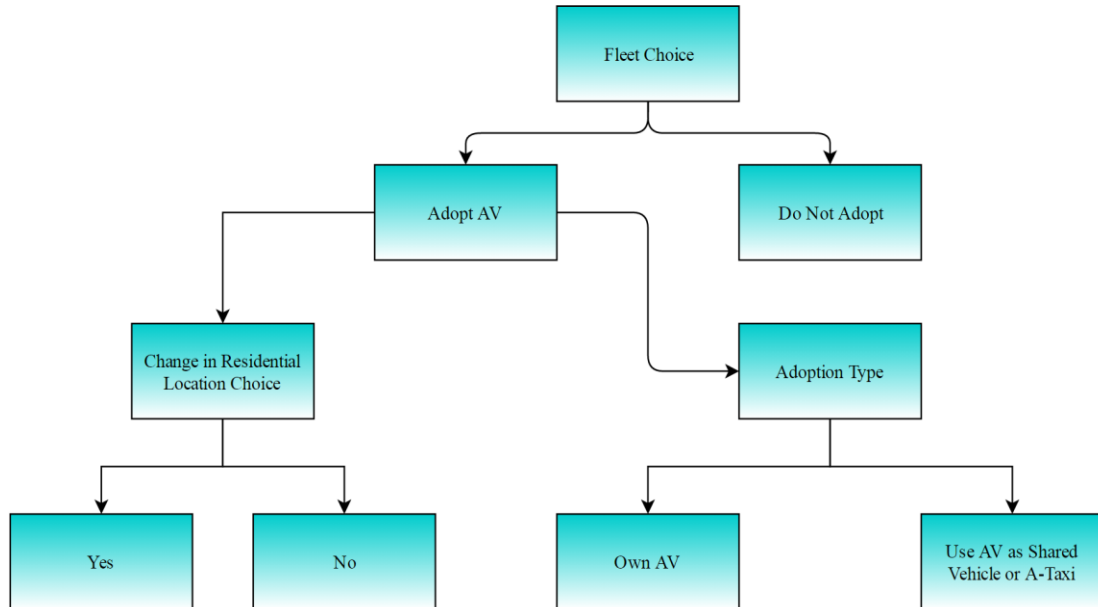 Fleet Choice
Adopt AV
Do Not Adopt
Change in Residential
Location Choice
Adoption Type
Yes
No
Own AV
Use AV as Shared
Vehicle or A-Taxi